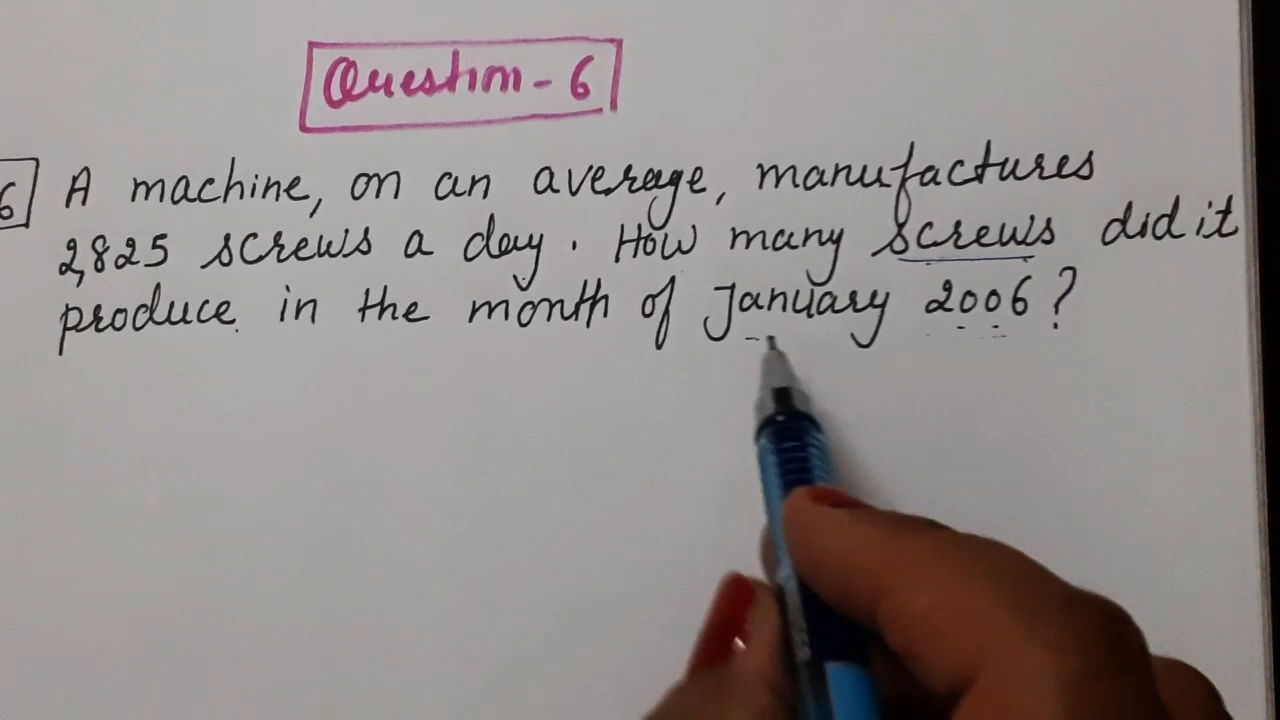 Question - 6
6 A machine, on an average, manufactures
2,825 screws a day. How many screws did it
produce in the month of January 2006?